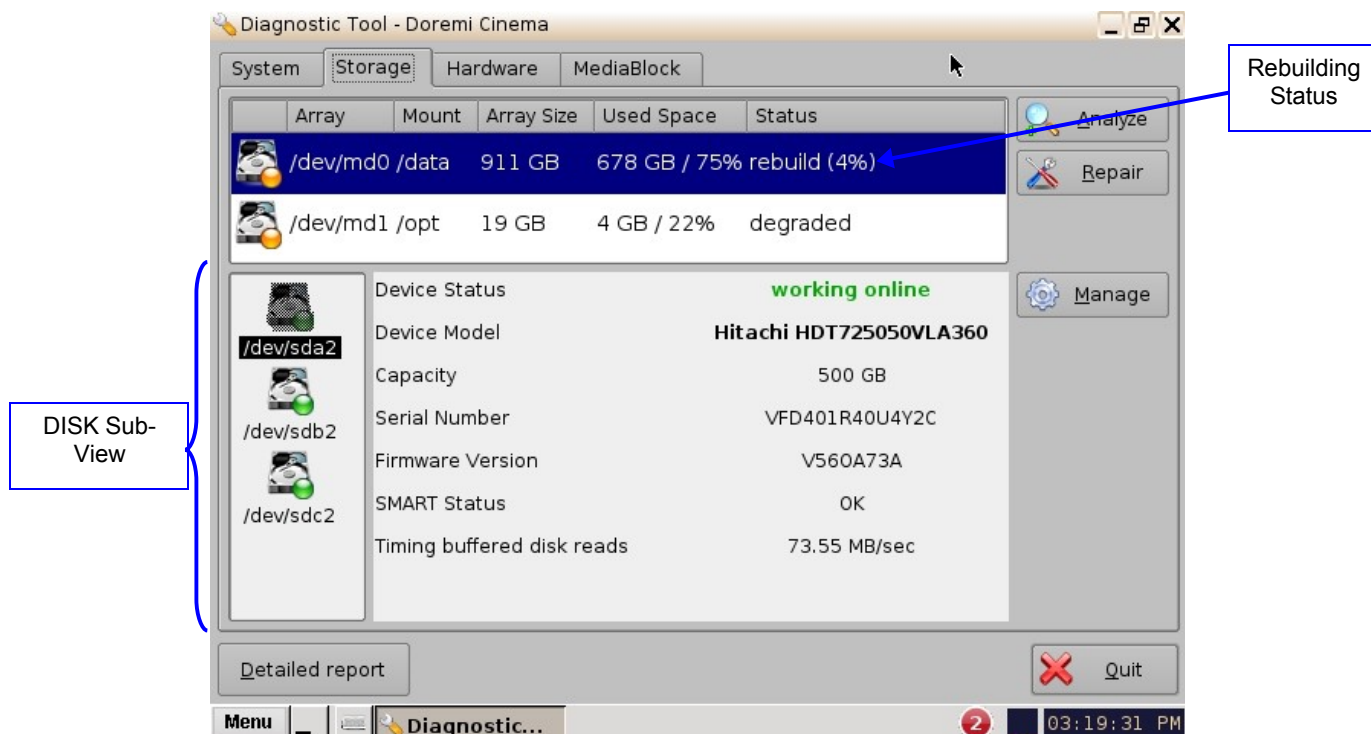 Diagnostic Tool - Doremi Cinema
System Storage Hardware MediaBlock
Rebuilding
Status
Array Mount Array Size Used Space Status
Analyze
/dev/md0 /data 911 GB 678 GB / 75% rebuild (4%)
Repair
/dev/md1 /opt 19 GB 4 GB / 22% degraded
DISK Sub-
View
/dev/sda2
/dev/sdb2
/dev/sdc2
Device Status working online
Manage
Device Model Hitachi HDT725050VLA360
Capacity 500 GB
Serial Number VFD401R40U4Y2C
Firmware Version V560A73A
SMART Status OK
Timing buffered disk reads 73.55 MB/sec
Detailed report
Quit
Menu _ Diagnostic... 2 03:19:31 PM